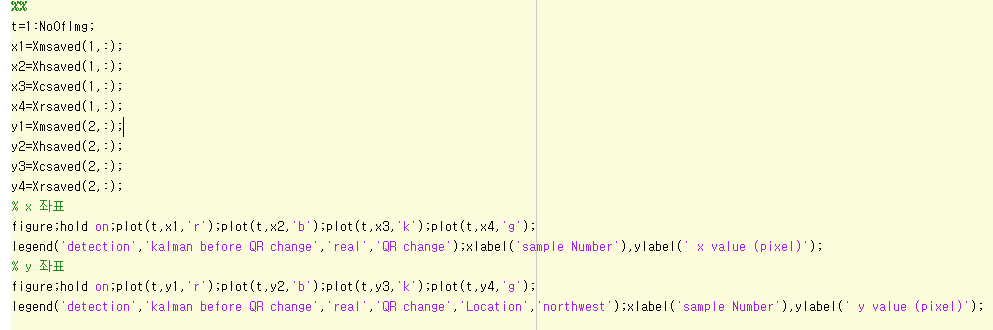 %%
t=1:NoOfImg;
x1=Xmsaved(1,:);
x2=Xhsaved(1,:);
x3=Xcsaved(1,:);
x4=Xrsaved(1,:);
y1=Xmsaved(2,:);
y2=Xhsaved(2,:);
y3=Xcsaved(2,:);
y4=Xrsaved(2,:);
% x 좌표
figure;hold on;plot(t,x1,'r');plot(t,x2,'b');plot(t,x3,'k');plot(t,x4,'g');
legend('detection','kalman before QR change','real','QR change');xlabel('sample Number'),ylabel(' x value (pixel)');
% y 좌표
figure;hold on;plot(t,y1,'r');plot(t,y2,'b');plot(t,y3,'k');plot(t,y4,'g');
legend('detection','kalman before QR change','real','QR change','Location','northwest');xlabel('sample Number'),ylabel(' y value (pixel)');